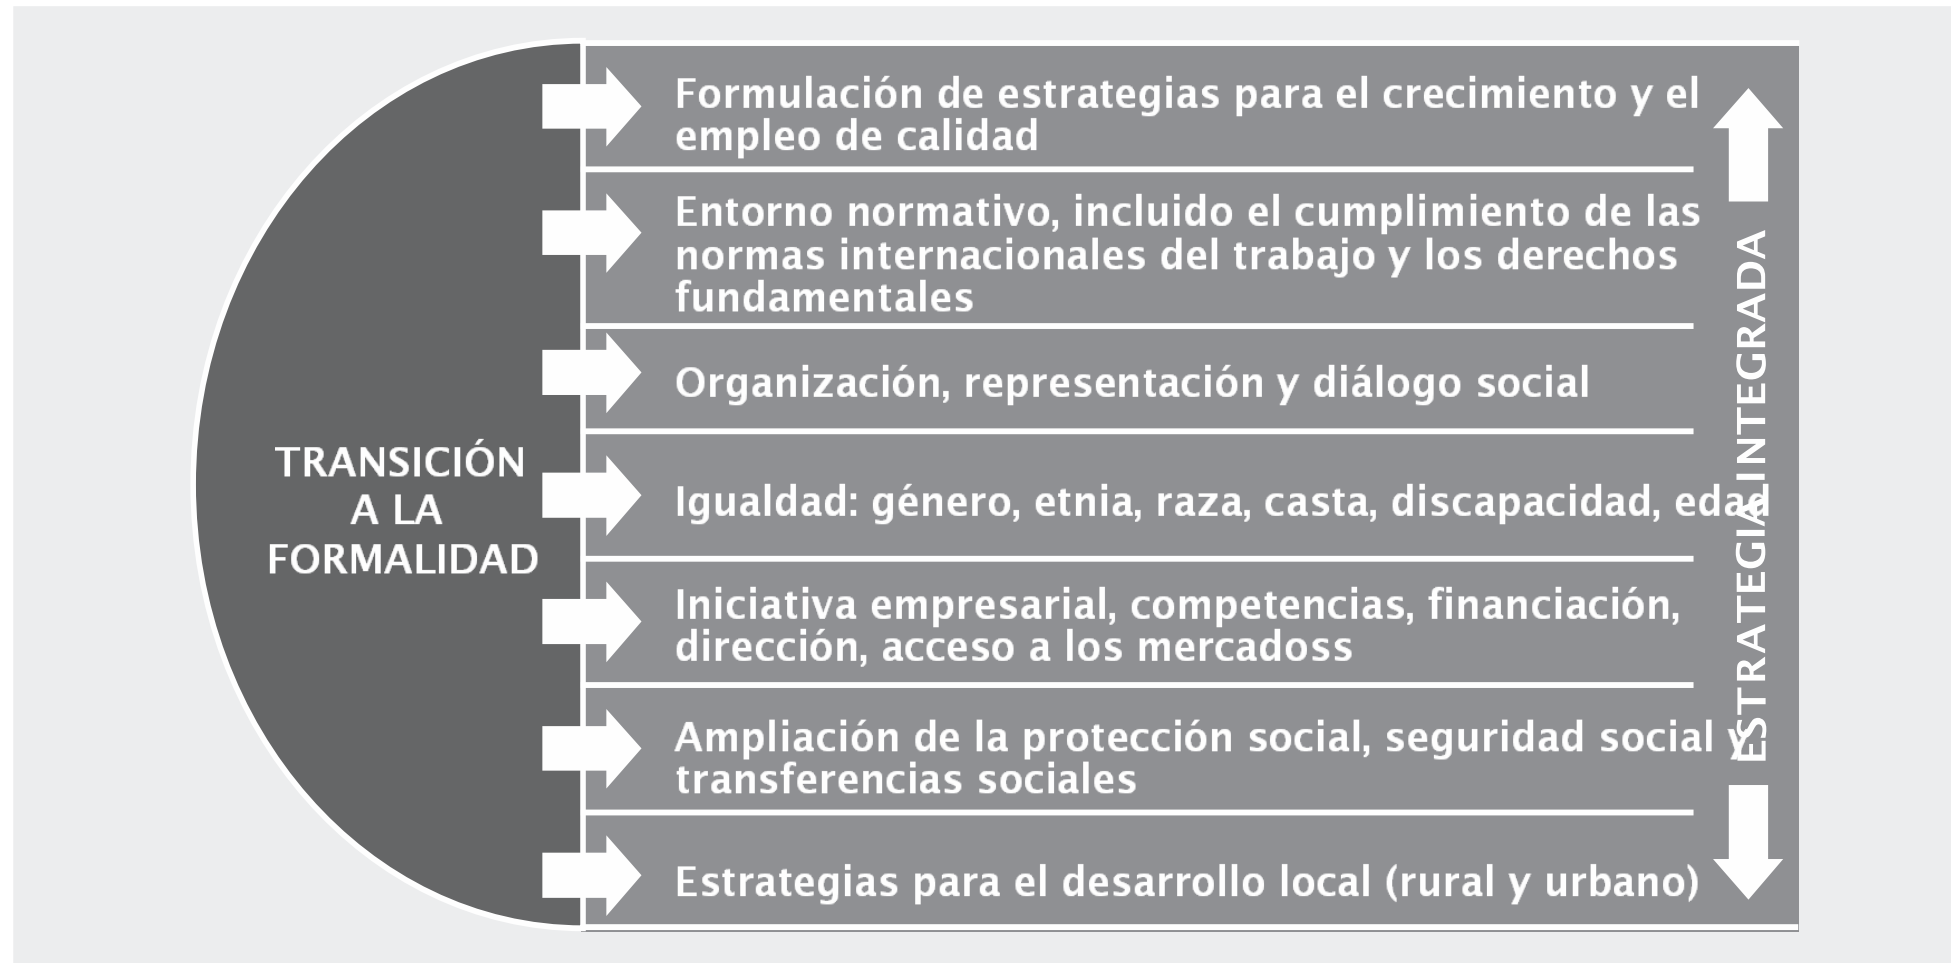 TRANSICIÓN
A LA
FORMALIDAD
Formulación de estrategias para el crecimiento y el
empleo de calidad
Entorno normativo, incluido el cumplimiento de las
normas internacionales del trabajo y los derechos
fundamentales
Organización, representación y diálogo social
Igualdad: género, etnia, raza, casta, discapacidad, edad
Iniciativa empresarial, competencias, financiación,
dirección, acceso a los mercadoss
Ampliación de la protección social, seguridad social y
transferencias sociales
Estrategias para el desarrollo local (rural y urbano)
ESTRATEGIA INTEGRADA